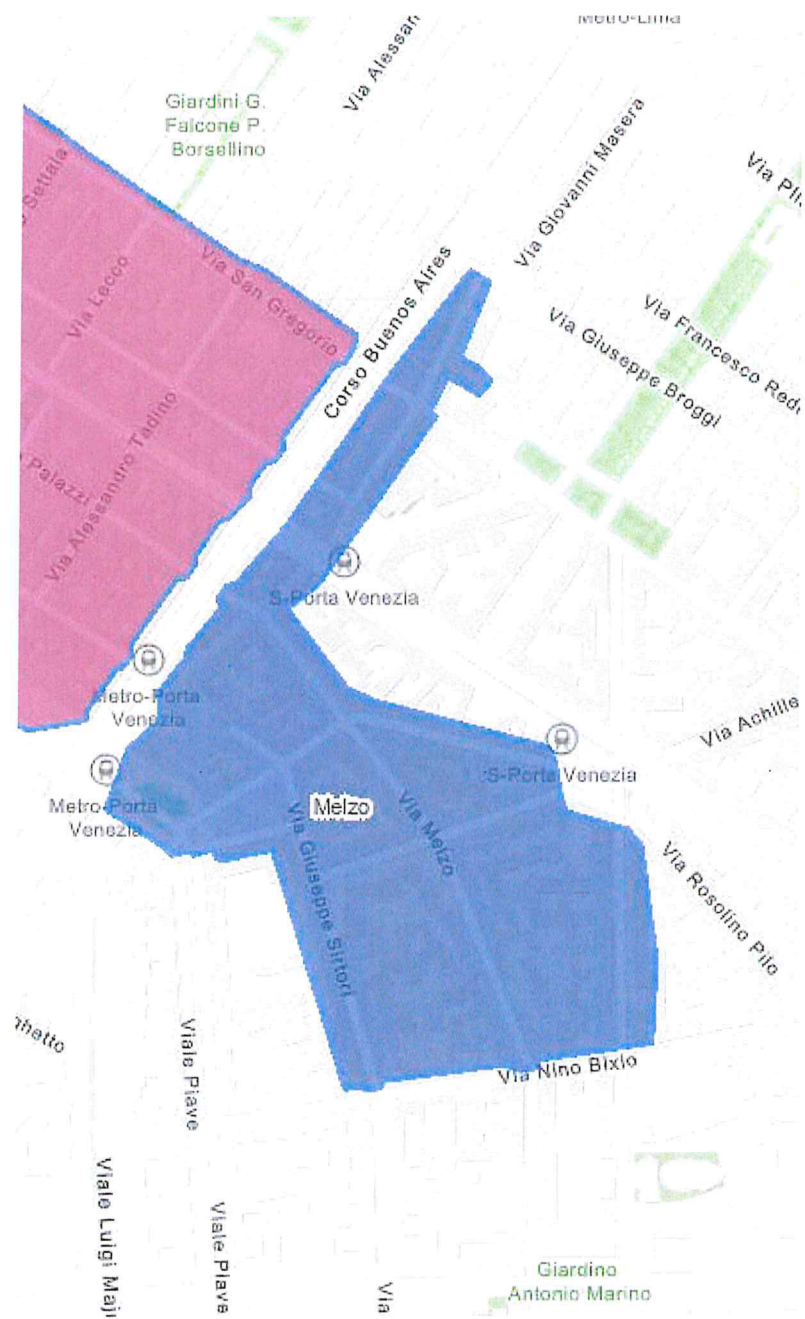 Metro-Lima
Via Alessan
Giardini G.
Falcone P.
Borsellino
Via Giovanni Masera
Via Pli
Settala
Via Lecco
Via San Gregorio
Corso Buenos Aires
Via Francesco Redi
Via Giuseppe Broggi
Via Alessandro Tadino
Palazzi
S-Porta Venezia
Metro-Porta
Venezia
Via Achille
S-Porta Venezia
Metro-Porta
Venezia
Melzo
Via Melzo
Via Giuseppe Sirtori
Via Rosolino Pilo
ghetto
Viale Piave
Via Nino Bixio
Viale Luigi Maj
Viale Piave
Via
Giardino
Antonio Marino